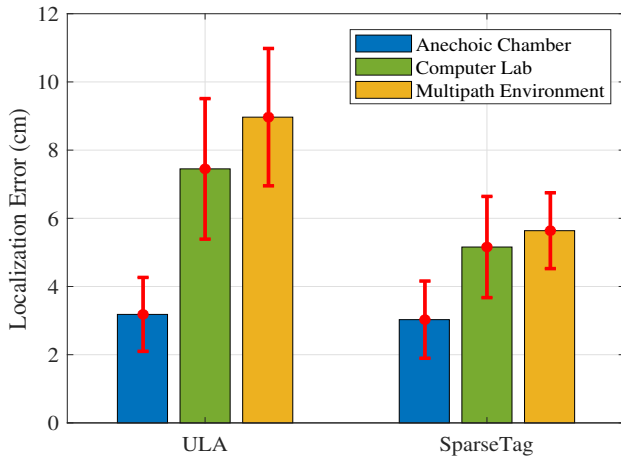 12
10
8
6
4
2
0
Localization Error (cm)
Anechoic Chamber
Computer Lab
Multipath Environment
ULA
SparseTag